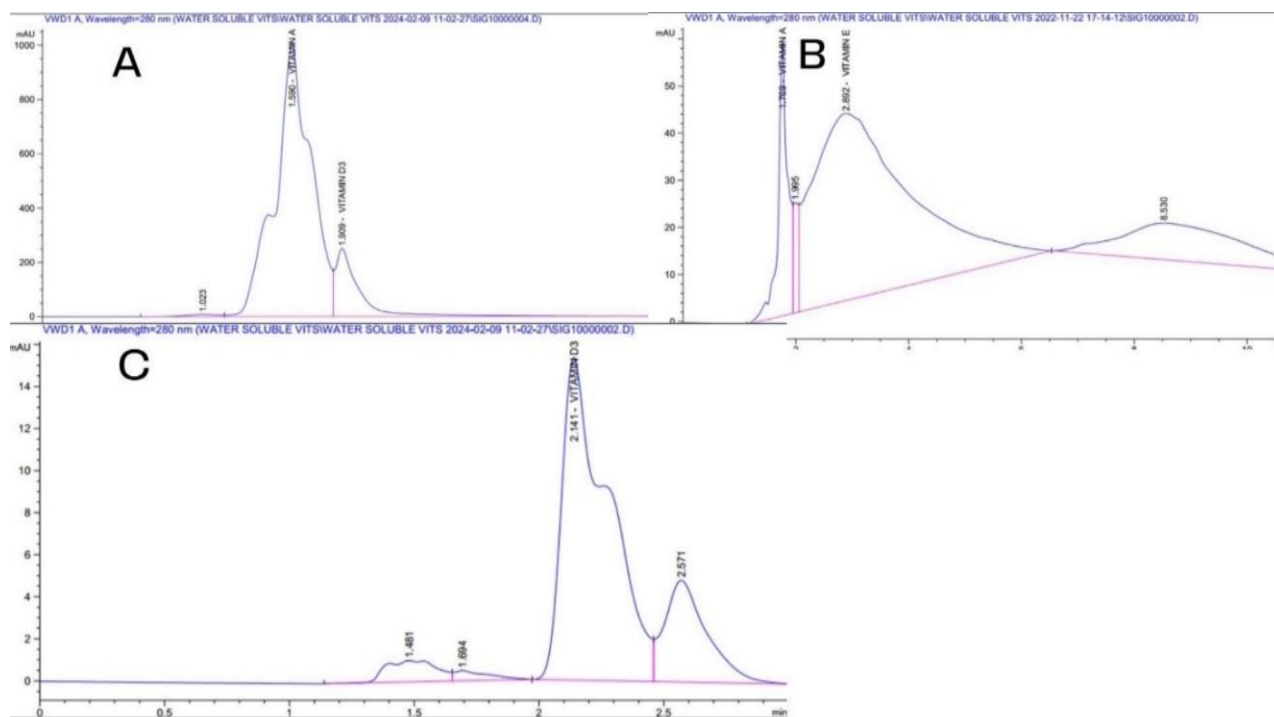 VWD1 A, Wavelength=280 nm (WATER SOLUBLE VITS\WATER SOLUBLE VITS 2024-02-09 11-02-27\SIG10000004.D)
mAU
A
1000
800
600
400
200
0
1.023
1.590 - VITAMIN A
1.909 - VITAMIN D3
VWD1 A, Wavelength=280 nm (WATER SOLUBLE VITS\WATER SOLUBLE VITS 2022-11-22 17-14-12\SIG10000002.D)
mAU
B
50
40
30
20
10
0
1.769 - VITAMIN A
1.995
2.892 - VITAMIN E
8.530
VWD1 A, Wavelength=280 nm (WATER SOLUBLE VITS\WATER SOLUBLE VITS 2024-02-09 11-02-27\SIG10000002.D)
mAU
C
14
12
10
8
6
4
2
0
1.481
1.694
2.141 - VITAMIN D3
2.571
0
0.5
1
1.5
2
2.5
min